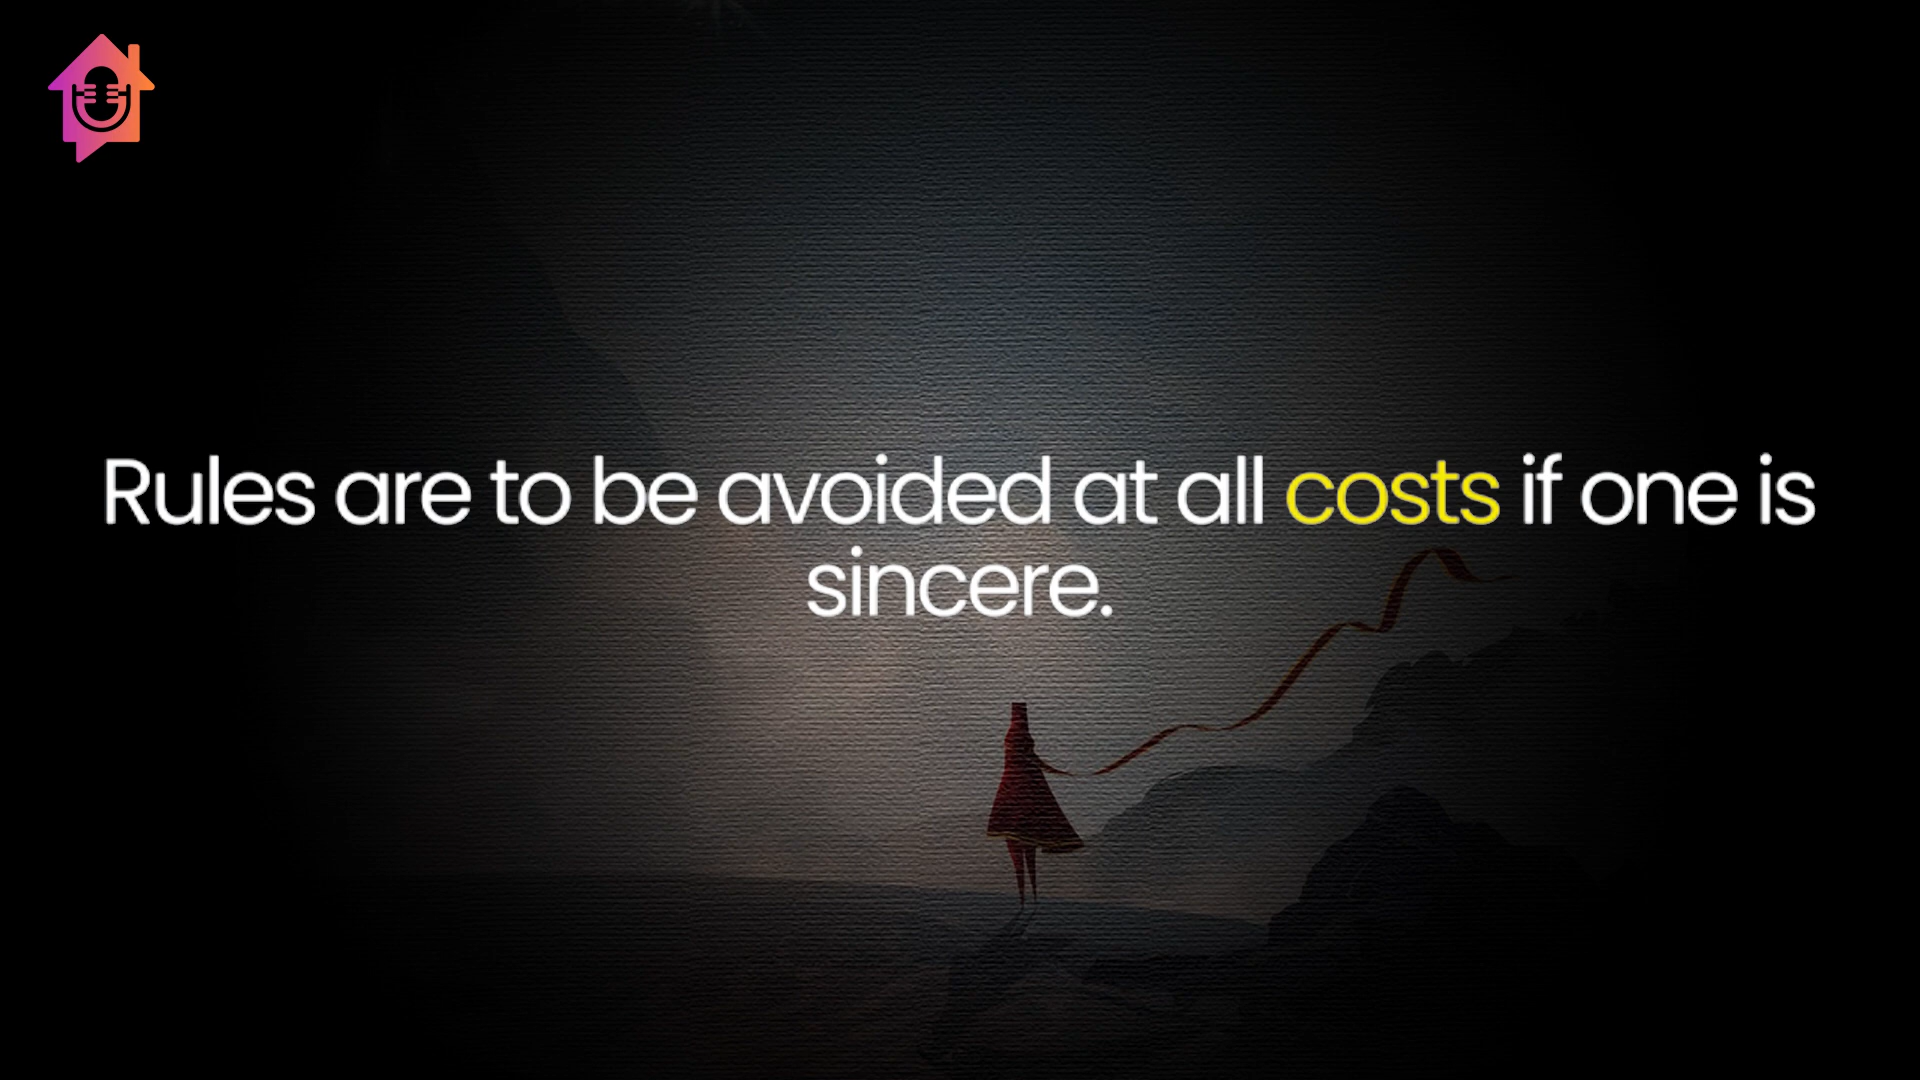 Rules are to be avoided at all costs if one is
sincere.